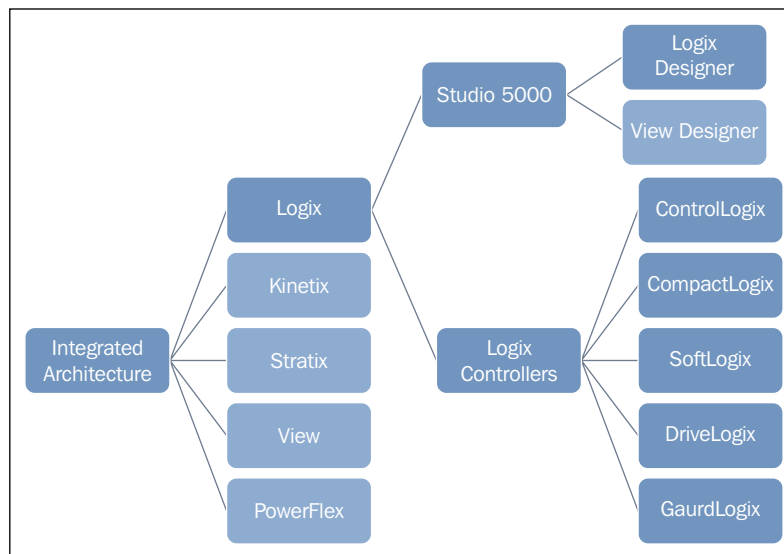 Integrated
Architecture
Logix
Kinetix
Stratix
View
PowerFlex
Studio 5000
Logix
Controllers
Logix
Designer
View Designer
ControlLogix
CompactLogix
SoftLogix
DriveLogix
GaurdLogix